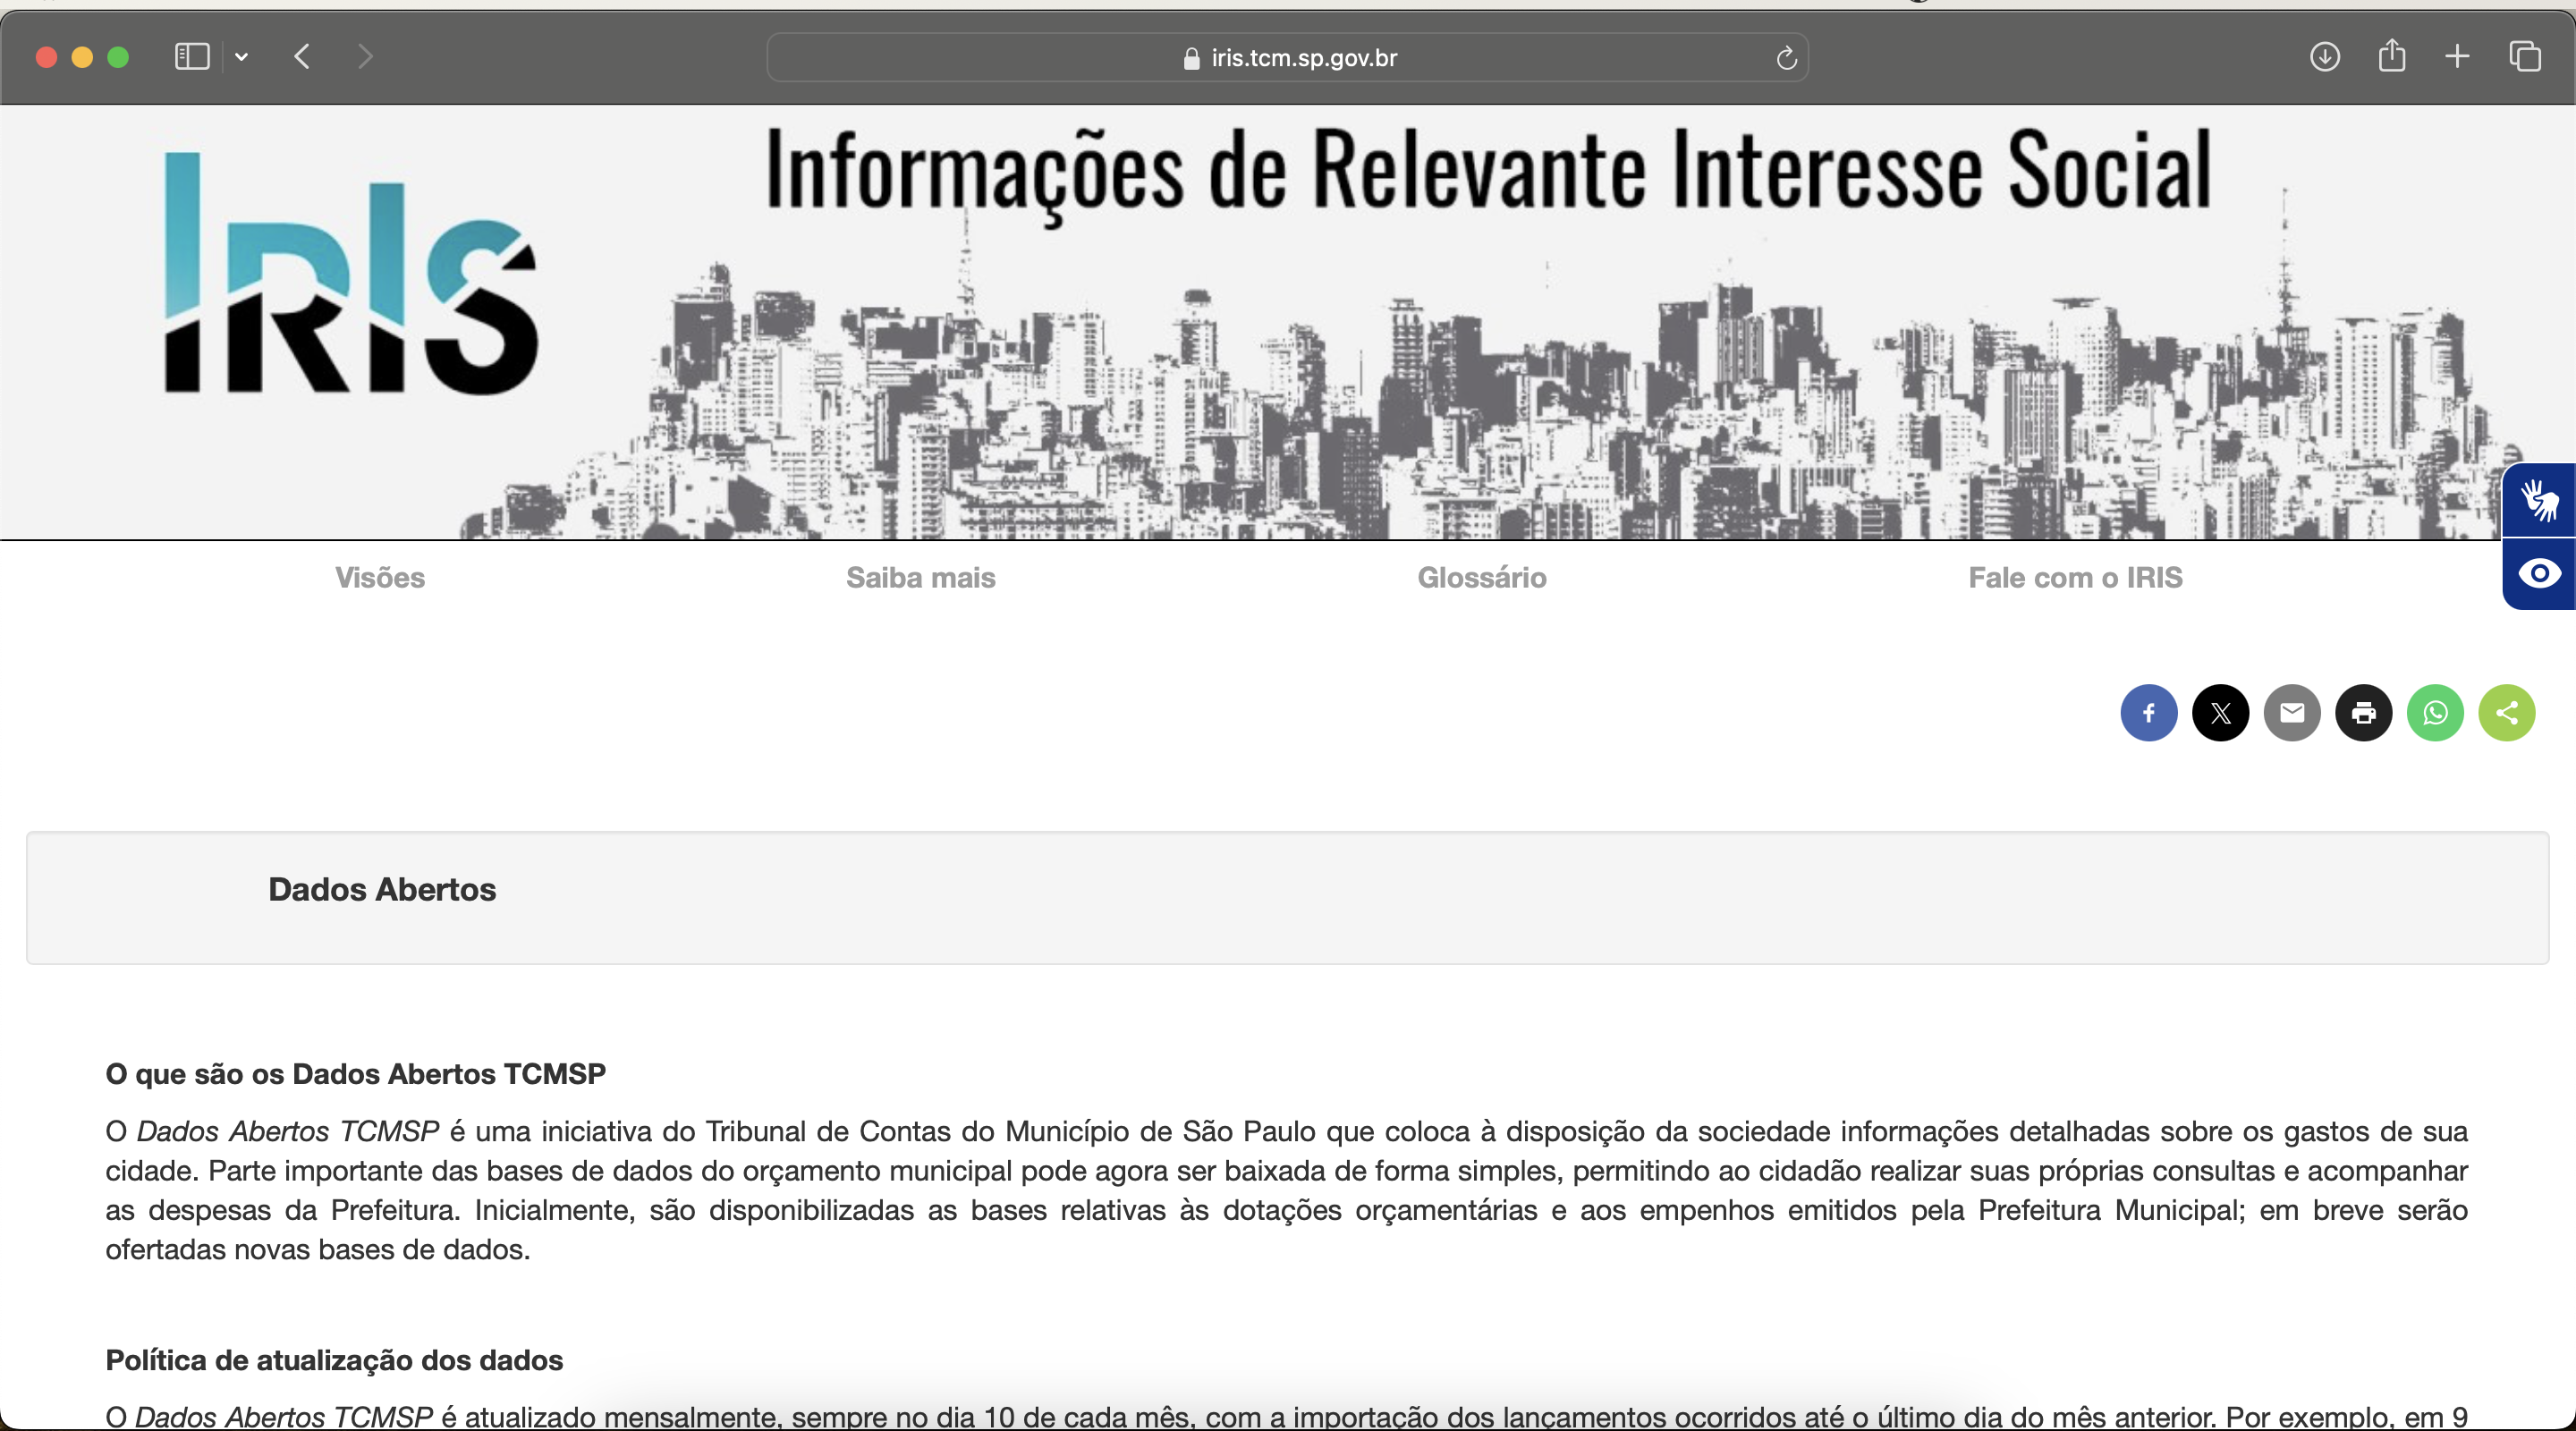 iris.tcm.sp.gov.br
Informações de Relevante Interesse Social
IRIS
Visões
Saiba mais
Glossário
Fale com o IRIS
Dados Abertos
O que são os Dados Abertos TCMSP
O Dados Abertos TCMSP é uma iniciativa do Tribunal de Contas do Município de São Paulo que coloca à disposição da sociedade informações detalhadas sobre os gastos de sua
cidade. Parte importante das bases de dados do orçamento municipal pode agora ser baixada de forma simples, permitindo ao cidadão realizar suas próprias consultas e acompanhar
as despesas da Prefeitura. Inicialmente, são disponibilizadas as bases relativas às dotações orçamentárias e aos empenhos emitidos pela Prefeitura Municipal; em breve serão
ofertadas novas bases de dados.
Política de atualização dos dados
O Dados Abertos TCMSP é atualizado mensalmente, sempre no dia 10 de cada mês, com a importação dos lançamentos ocorridos até o último dia do mês anterior. Por exemplo, em 9